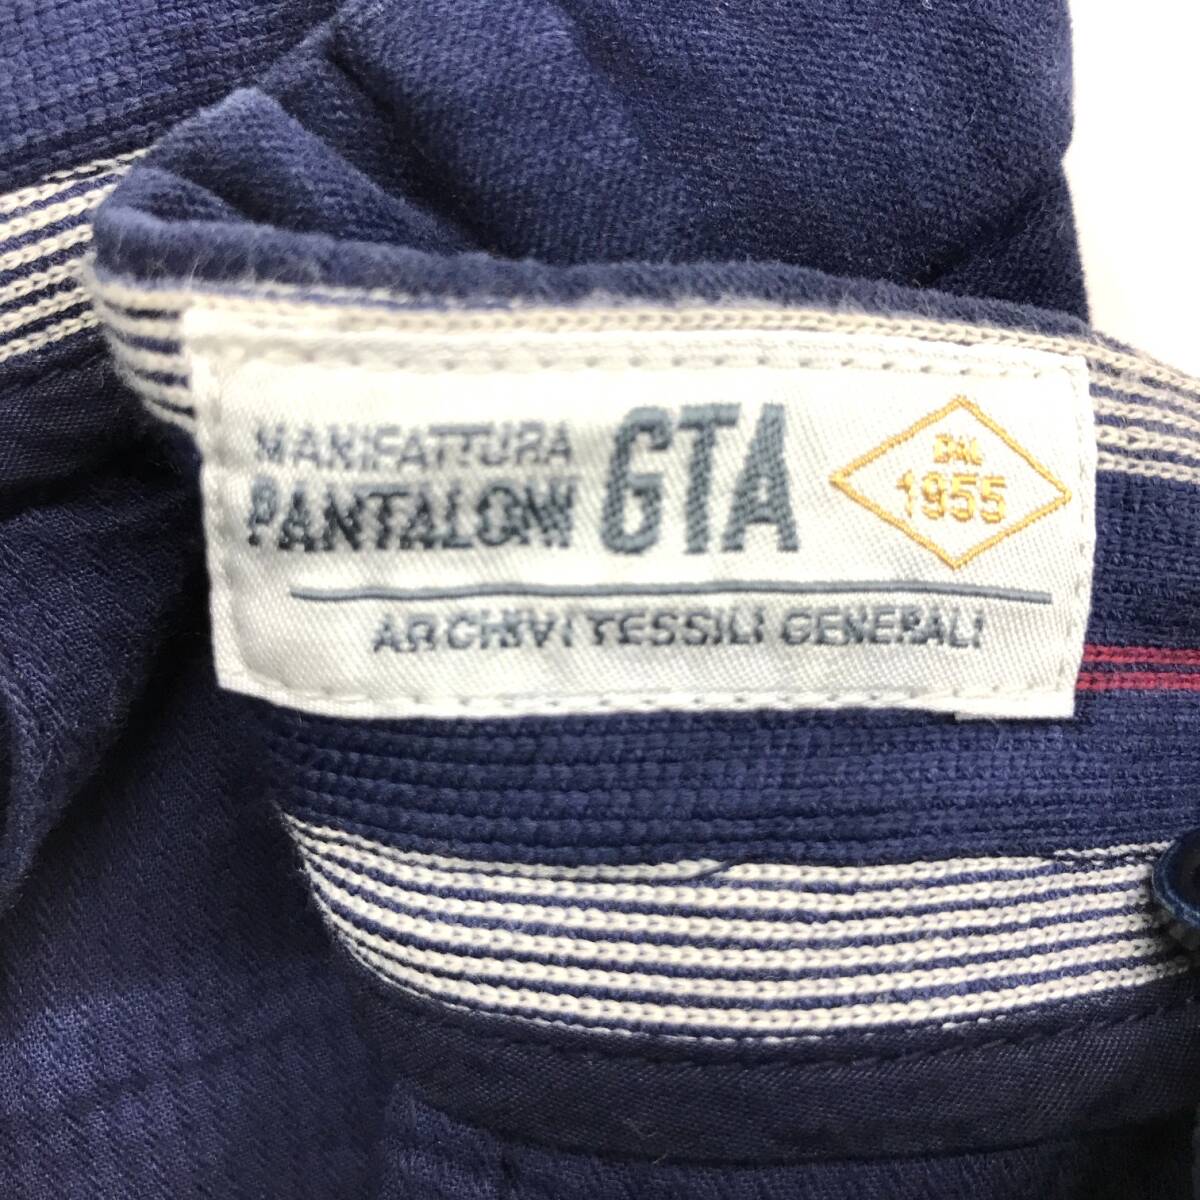 MANIFATTURA
PANTALONI GTA
DAL
1955
ARCHIVI TESSILI GENERALI